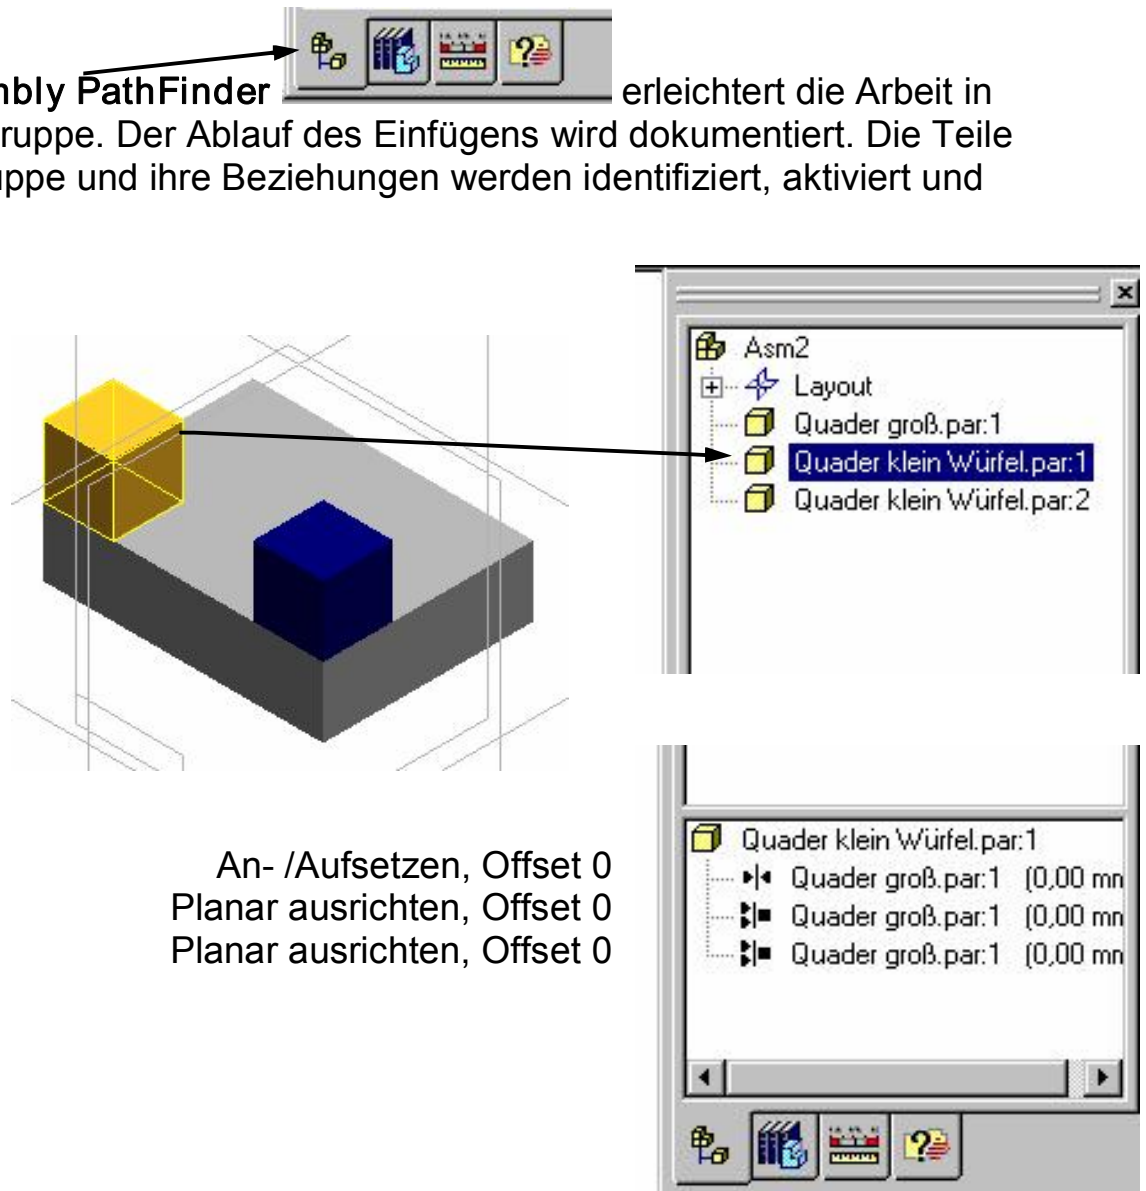 mbly PathFinder erleichtert die Arbeit in
ruppe. Der Ablauf des Einfügens wird dokumentiert. Die Teile
uppe und ihre Beziehungen werden identifiziert, aktiviert und
Asm2
Layout
Quader groß.par:1
Quader klein Würfel.par:1
Quader klein Würfel.par:2
An- /Aufsetzen, Offset 0
Planar ausrichten, Offset 0
Planar ausrichten, Offset 0
Quader klein Würfel.par:1
Quader groß.par:1 (0,00 mn
Quader groß.par:1 (0,00 mn
Quader groß.par:1 (0,00 mn